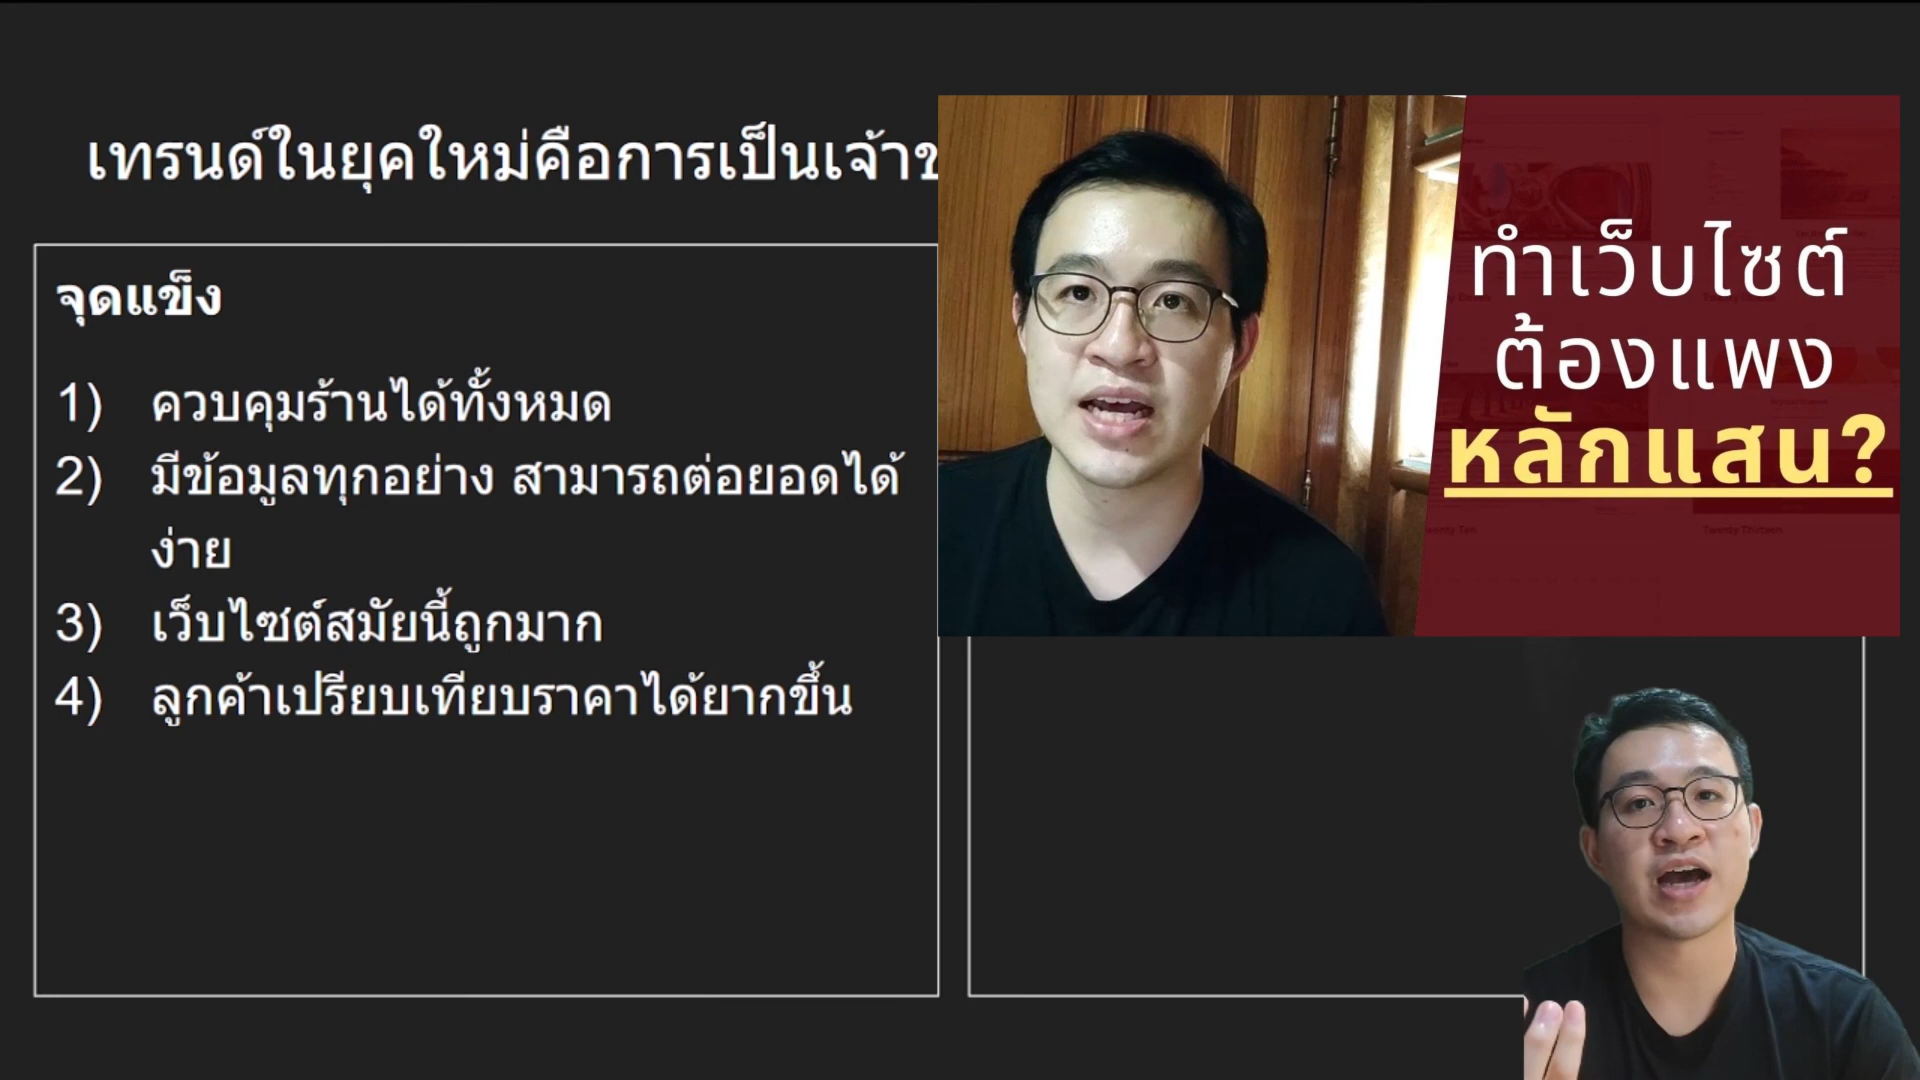 เทรนด์ในยุคใหม่คือการเป็นเจ้าข
จุดแข็ง
1) ควบคุมร้านได้ทั้งหมด
2) มีข้อมูลทุกอย่าง สามารถต่อยอดได้
ง่าย
3) เว็บไซต์สมัยนี้ถูกมาก
4) ลูกค้าเปรียบเทียบราคาได้ยากขึ้น
ทำเว็บไซต์
ต้องแพง
หลักแสน?
Twenty Thirteen